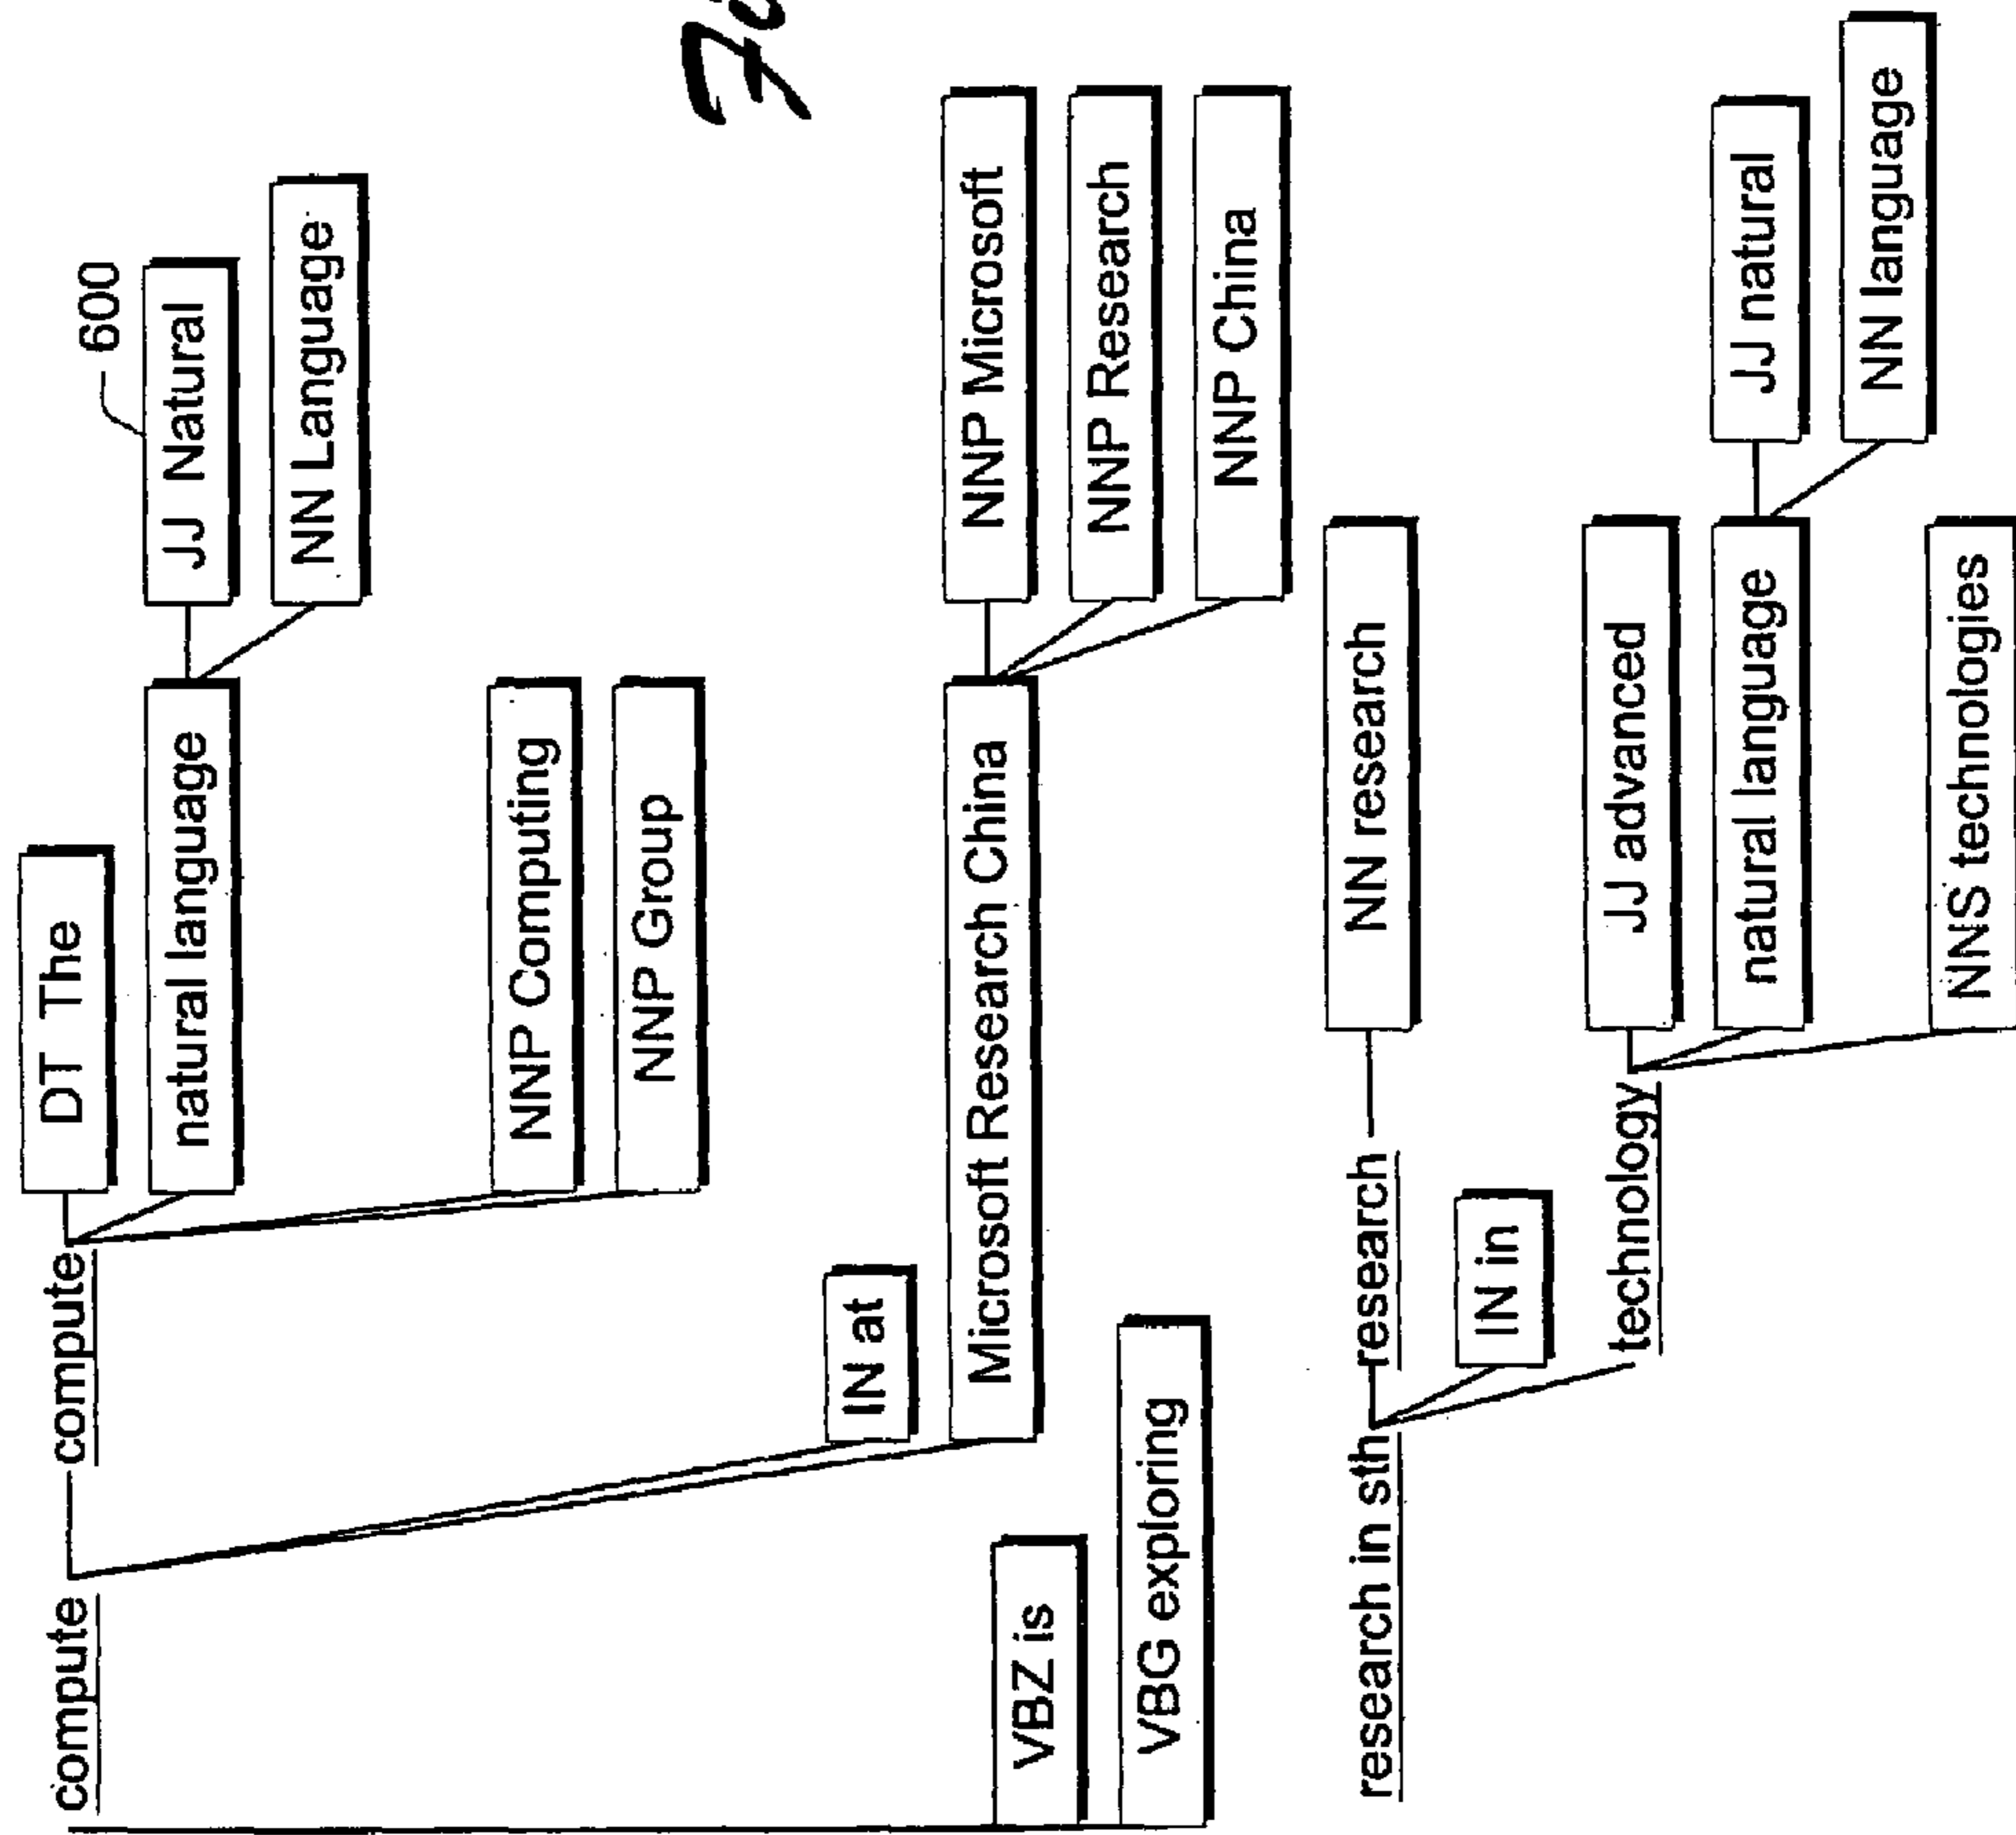 compute compute DT The
600
natural language JJ Natural
NN Language
NNP Computing
NNP Group
IN at
Microsoft Research China NNP Microsoft
VBZ is
NNP Research
VBG exploring
NNP China
research in sth research NN research
IN in
technology JJ advanced
natural language JJ natural
NN language
NNS technologies